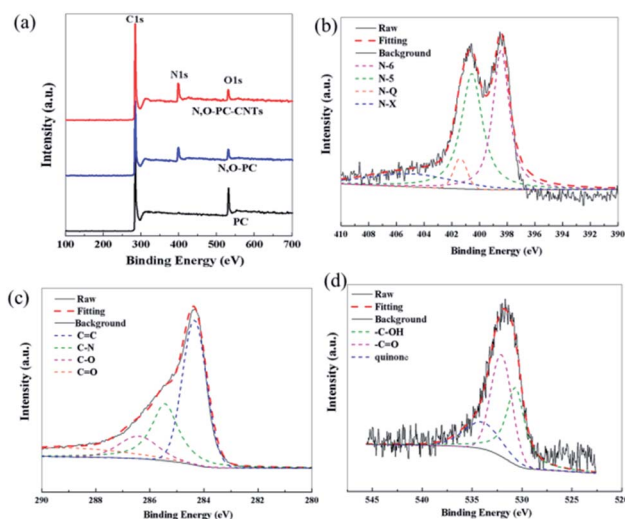 (a)
C1s
N1s
O1s
N,O-PC-CNTs
N,O-PC
PC
100 200 300 400 500 600 700
Binding Energy (eV)
Intensity (a.u.)
(b)
Raw
Fitting
Background
N-6
N-5
N-Q
N-X
410 408 406 404 402 400 398 396 394 392 390
Binding Energy (eV)
Intensity (a.u.)
(c)
Raw
Fitting
Background
C=C
C-N
C-O
C=O
290 288 286 284 282 280
Binding Energy (eV)
Intensity (a.u.)
(d)
Raw
Fitting
Background
-C-OH
-C=O
quinone
545 540 535 530 525 520
Binding Energy (eV)
Intensity (a.u.)